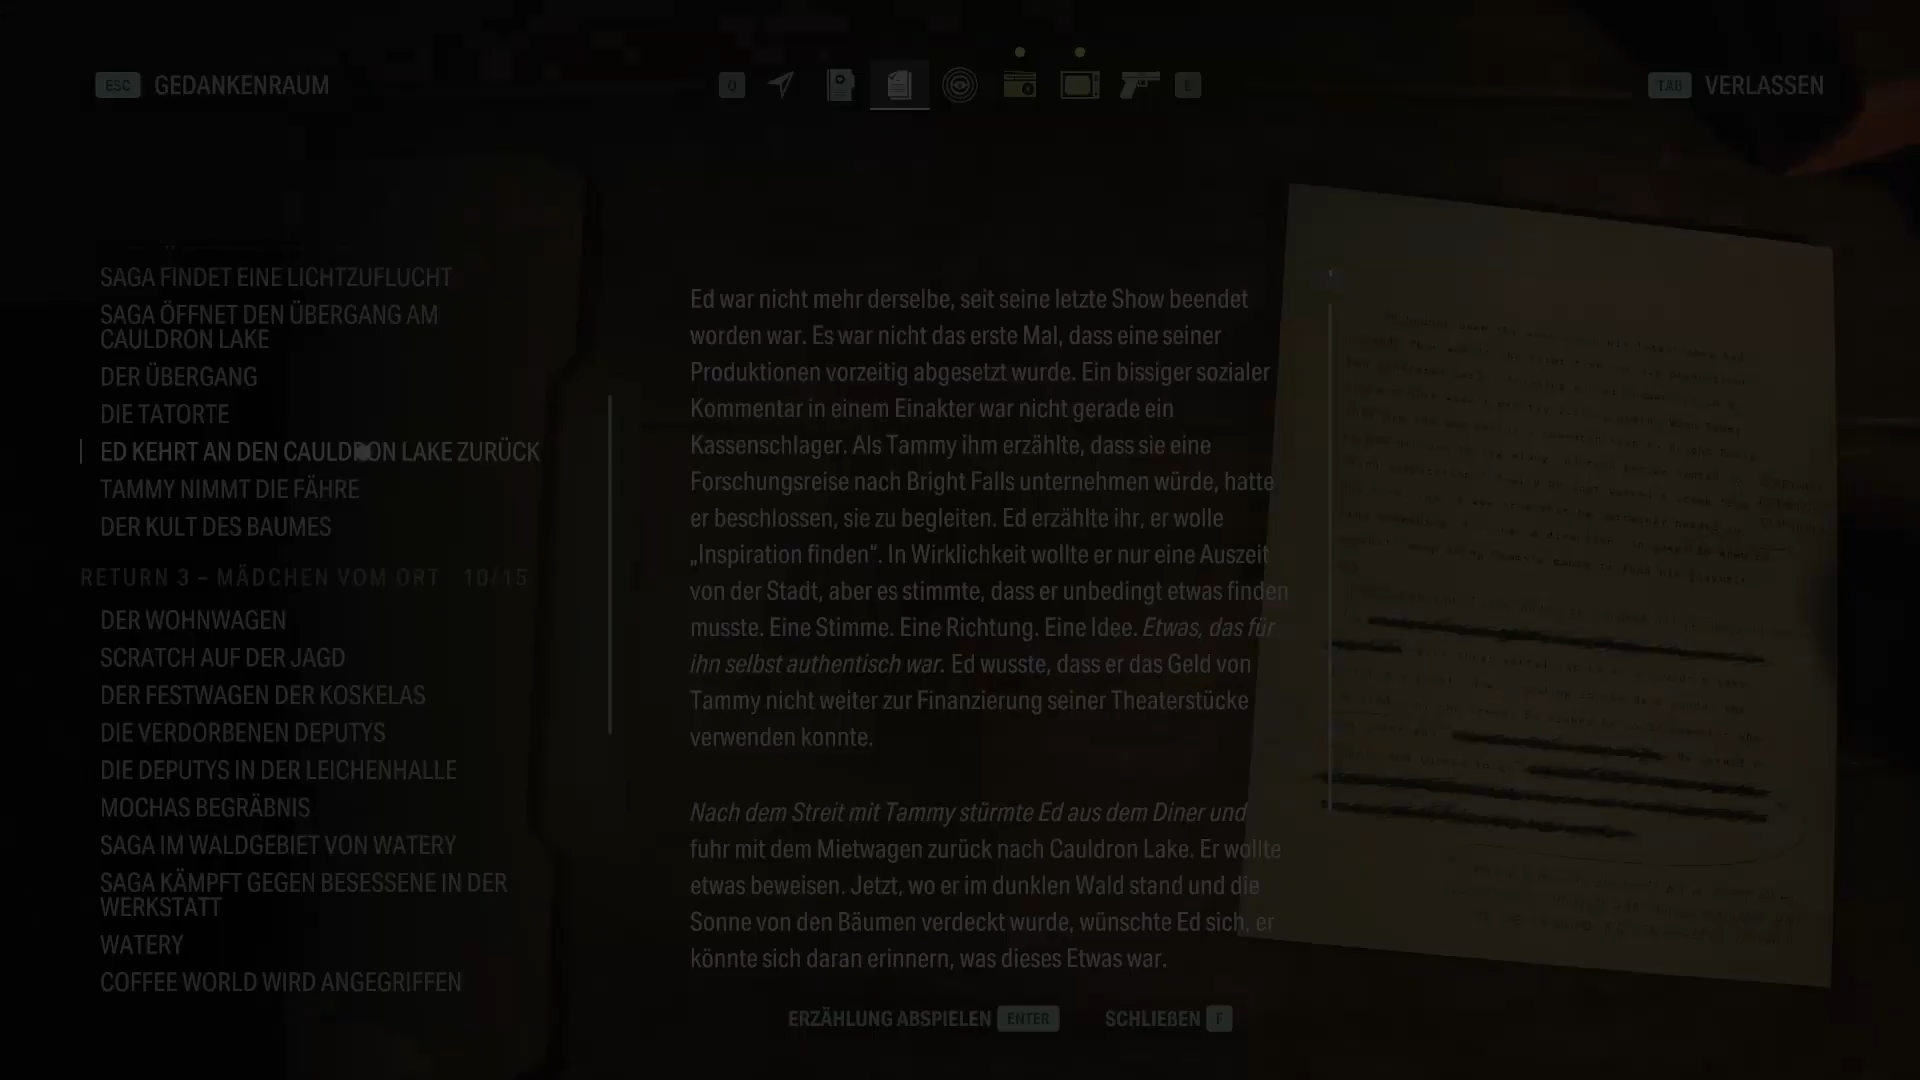 ESC GEDANKENRAUM
Q
E
TAB VERLASSEN
SAGA FINDET EINE LICHTZUFLUCHT
SAGA ÖFFNET DEN ÜBERGANG AM
CAULDRON LAKE
DER ÜBERGANG
DIE TATORTE
ED KEHRT AN DEN CAULDRON LAKE ZURÜCK
TAMMY NIMMT DIE FÄHRE
DER KULT DES BAUMES
RETURN 3 – MÄDCHEN VOM ORT 10/15
DER WOHNWAGEN
SCRATCH AUF DER JAGD
DER FESTWAGEN DER KOSKELAS
DIE VERDORBENEN DEPUTYS
DIE DEPUTYS IN DER LEICHENHALLE
MOCHAS BEGRÄBNIS
SAGA IM WALDGEBIET VON WATERY
SAGA KÄMPFT GEGEN BESESSENE IN DER
WERKSTATT
WATERY
COFFEE WORLD WIRD ANGEGRIFFEN
Ed war nicht mehr derselbe, seit seine letzte Show beendet
worden war. Es war nicht das erste Mal, dass eine seiner
Produktionen vorzeitig abgesetzt wurde. Ein bissiger sozialer
Kommentar in einem Einakter war nicht gerade ein
Kassenschlager. Als Tammy ihm erzählte, dass sie eine
Forschungsreise nach Bright Falls unternehmen würde, hatte
er beschlossen, sie zu begleiten. Ed erzählte ihr, er wolle
„Inspiration finden“. In Wirklichkeit wollte er nur eine Auszeit
von der Stadt, aber es stimmte, dass er unbedingt etwas finden
musste. Eine Stimme. Eine Richtung. Eine Idee. Etwas, das für
ihn selbst authentisch war. Ed wusste, dass er das Geld von
Tammy nicht weiter zur Finanzierung seiner Theaterstücke
verwenden konnte.
Nach dem Streit mit Tammy stürmte Ed aus dem Diner und
fuhr mit dem Mietwagen zurück nach Cauldron Lake. Er wollte
etwas beweisen. Jetzt, wo er im dunklen Wald stand und die
Sonne von den Bäumen verdeckt wurde, wünschte Ed sich, er
könnte sich daran erinnern, was dieses Etwas war.
ERZÄHLUNG ABSPIELEN ENTER SCHLIEẞEN F